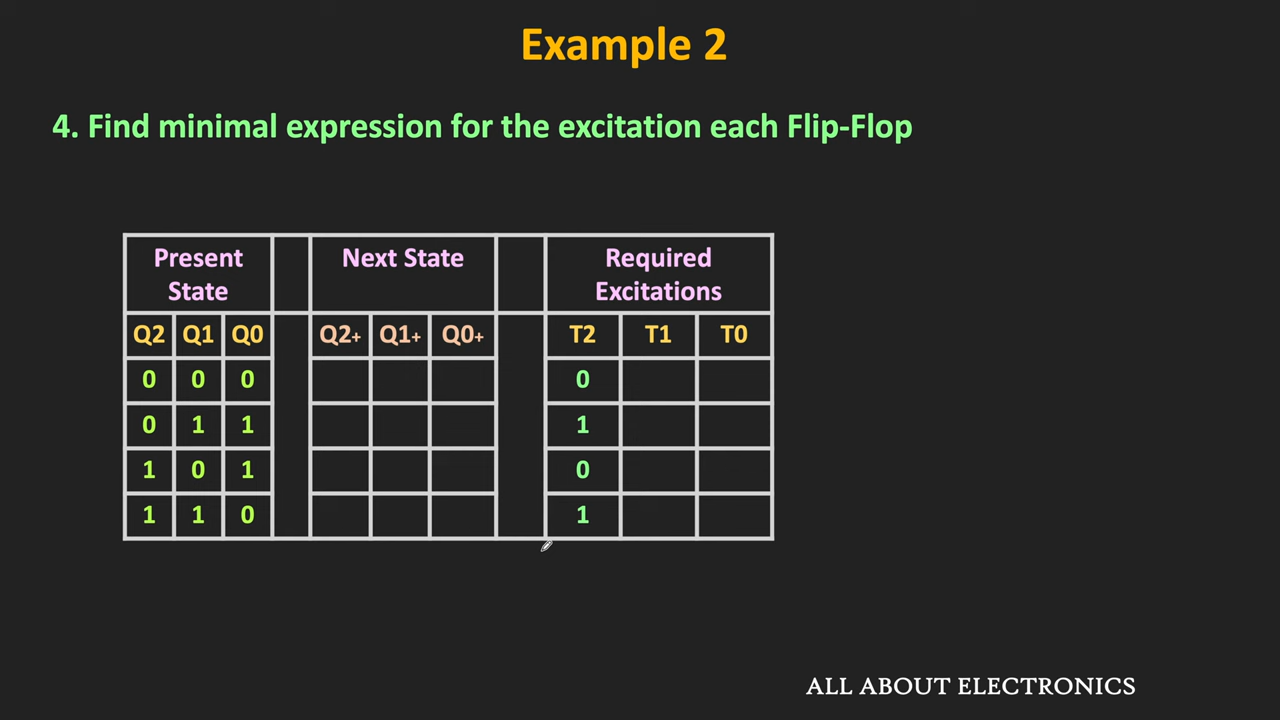 Example 2
4. Find minimal expression for the excitation each Flip-Flop
Present State Next State Required Excitations
Q2 Q1 Q0 Q2+ Q1+ Q0+ T2 T1 T0
0 0 0 0
0 1 1 1
1 0 1 0
1 1 0 1
ALL ABOUT ELECTRONICS